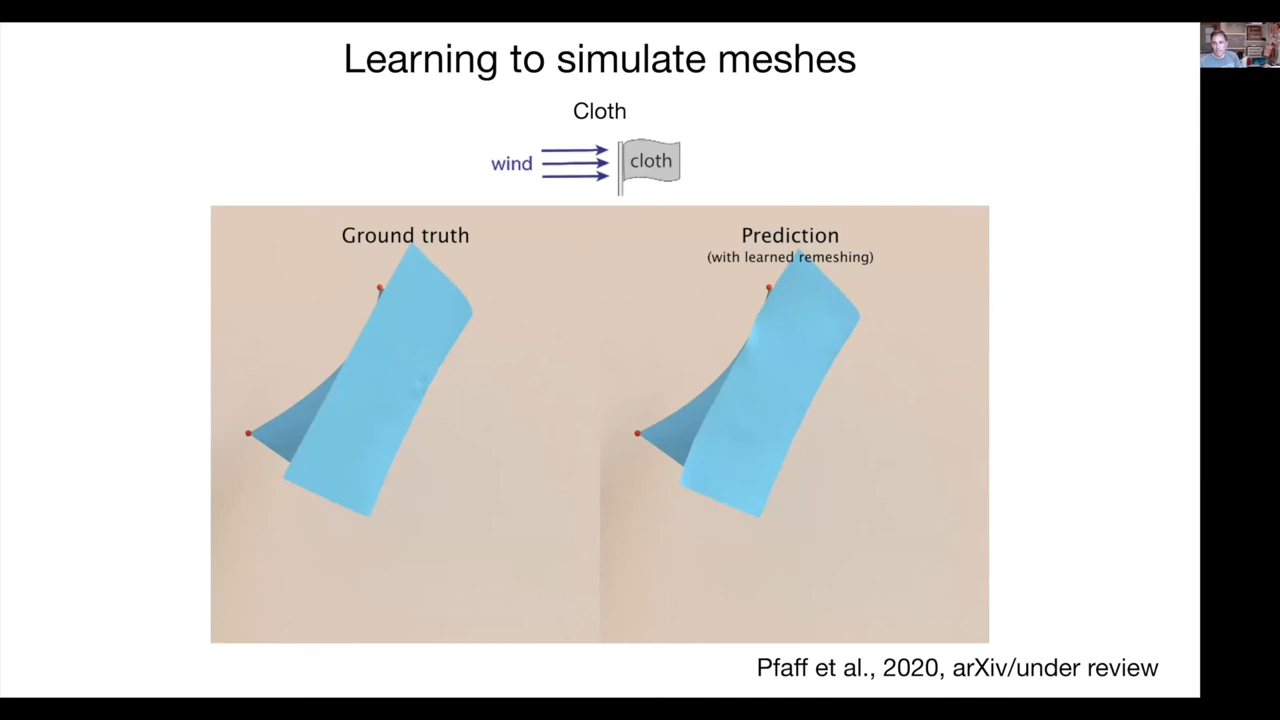 Learning to simulate meshes
Cloth
wind
cloth
Ground truth
Prediction
(with learned remeshing)
Pfaff et al., 2020, arXiv/under review